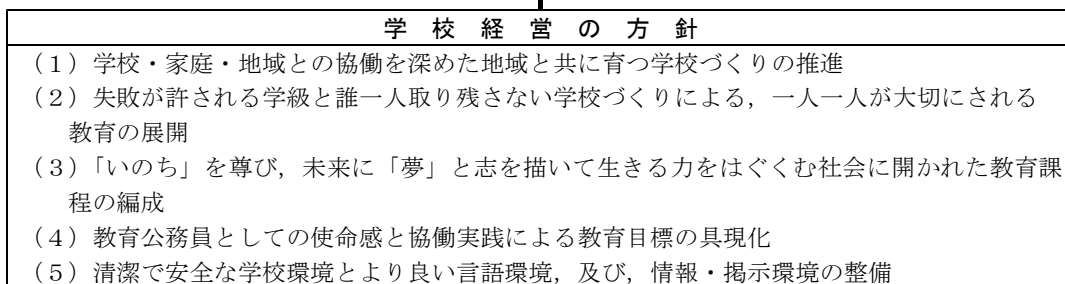 学 校 経 営 の 方 針
（１）学校・家庭・地域との協働を深めた地域と共に育つ学校づくりの推進
（２）失敗が許される学級と誰一人取り残さない学校づくりによる，一人一人が大切にされる
教育の展開
（３）「いのち」を尊び，未来に「夢」と志を描いて生きる力をはぐくむ社会に開かれた教育課
程の編成
（４）教育公務員としての使命感と協働実践による教育目標の具現化
（５）清潔で安全な学校環境とより良い言語環境，及び，情報・掲示環境の整備